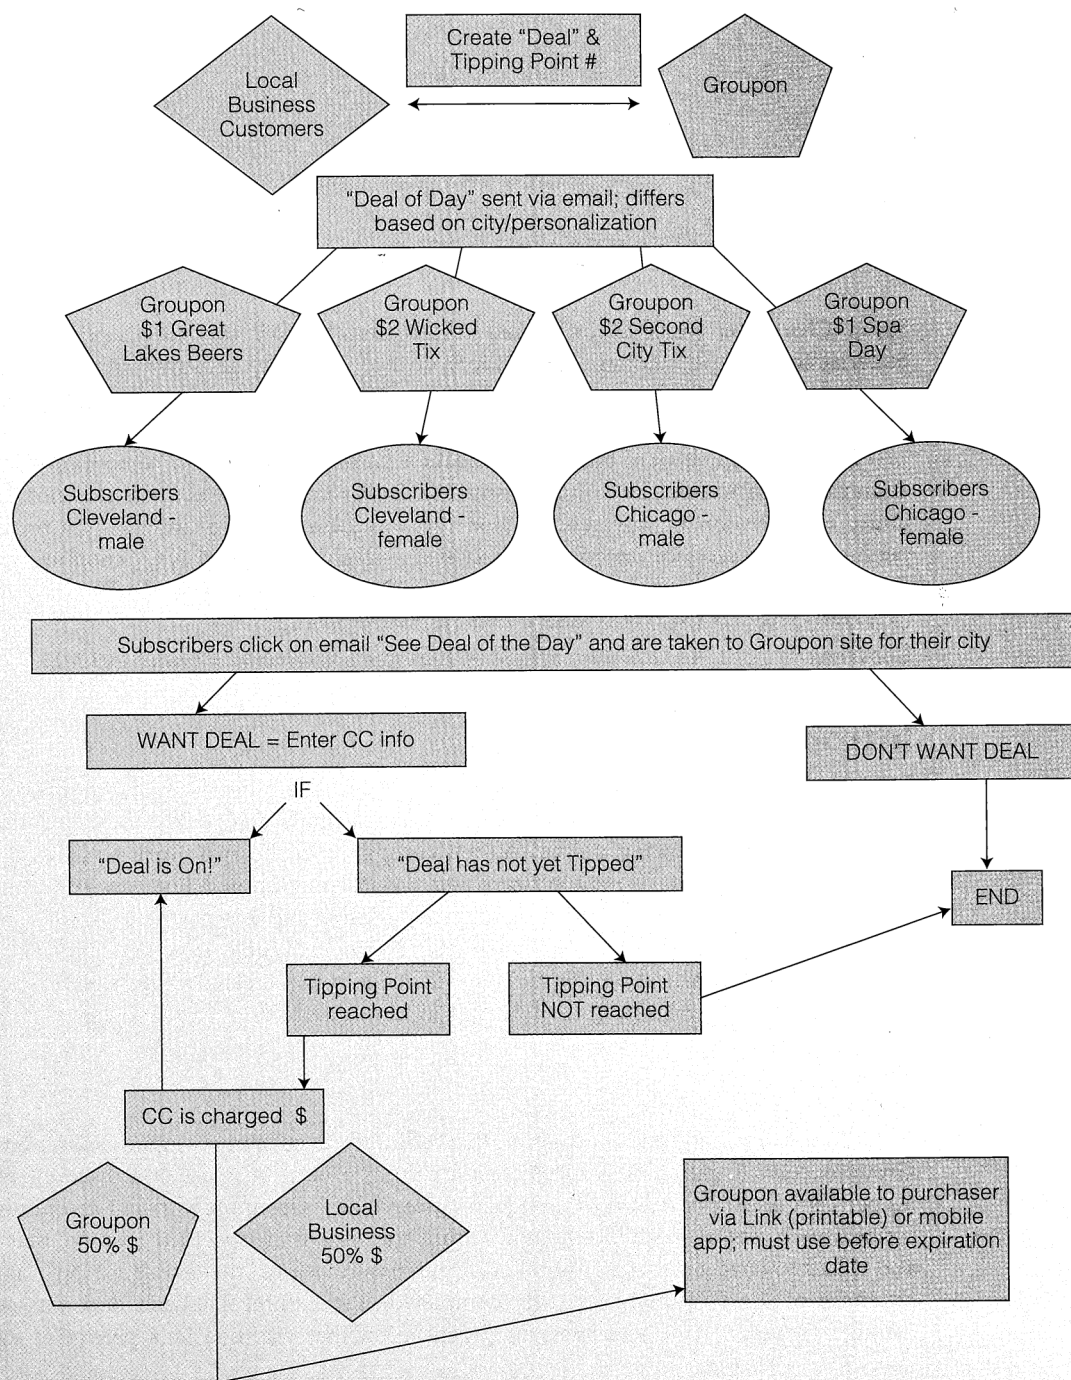 Create “Deal” &
Tipping Point #
Local
Business
Customers
Groupon
“Deal of Day” sent via email; differs
based on city/personalization
Groupon
$1 Great
Lakes Beers
Groupon
$2 Wicked
Tix
Groupon
$2 Second
City Tix
Groupon
$1 Spa
Day
Subscribers
Cleveland -
male
Subscribers
Cleveland -
female
Subscribers
Chicago -
male
Subscribers
Chicago -
female
Subscribers click on email “See Deal of the Day” and are taken to Groupon site for their city
WANT DEAL = Enter CC info
DON'T WANT DEAL
IF
“Deal is On!”
“Deal has not yet Tipped”
END
Tipping Point
reached
Tipping Point
NOT reached
CC is charged $
Groupon
50% $
Local
Business
50% $
Groupon available to purchaser
via Link (printable) or mobile
app; must use before expiration
date